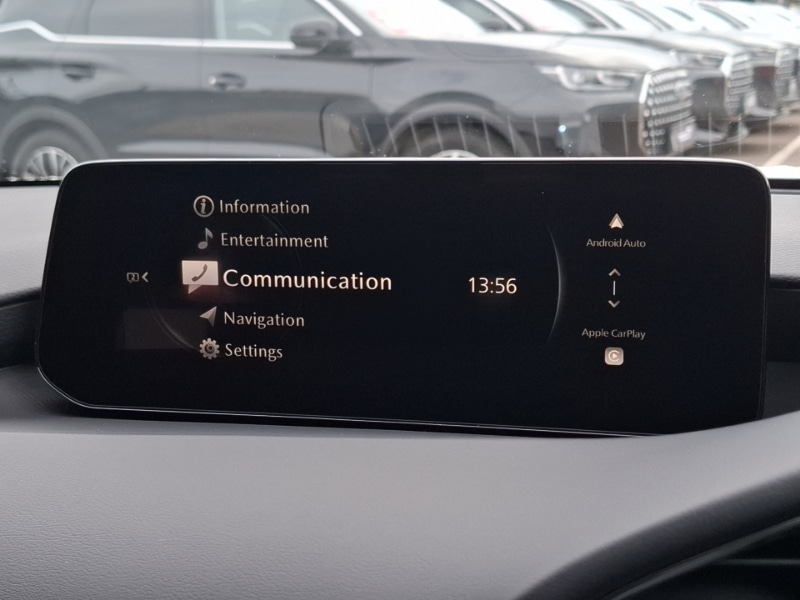 Information
Entertainment
Communication
Navigation
Settings
13:56
Android Auto
Apple CarPlay